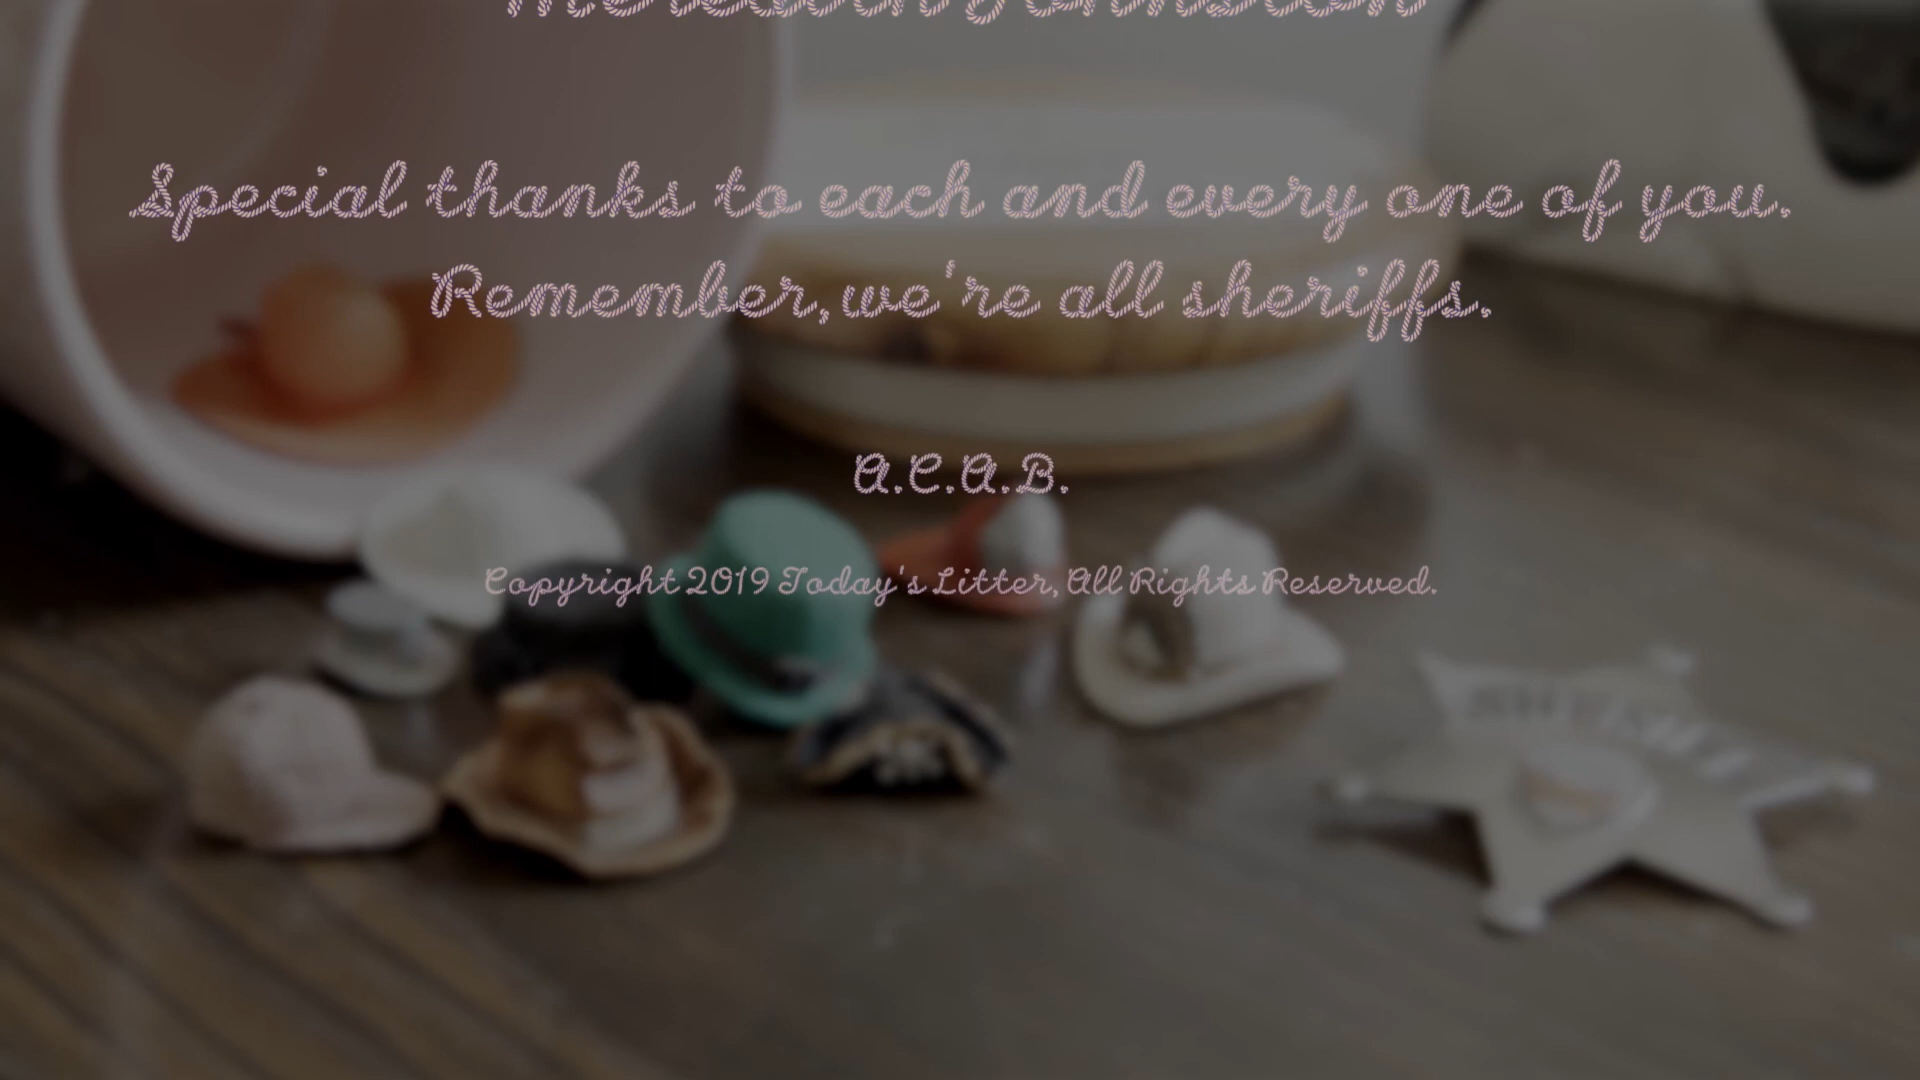 Special thanks to each and every one of you.
Remember, we're all sheriffs.
A.C.A.B.
Copyright 2019 Today's Litter, All Rights Reserved.
SHERIFF